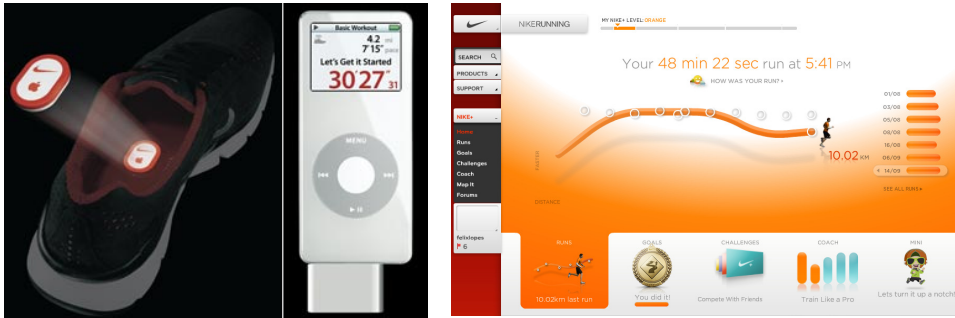 Basic Workout
4.2 mi
7'15" pace
Let's Get it Started
30'27" 31
MENU
NIKERUNNING
MY NIKE+ LEVEL: ORANGE
SEARCH
PRODUCTS
SUPPORT
NIKE+
Home
Runs
Goals
Challenges
Coach
Map It
Forums
felixlopes
6
Your 48 min 22 sec run at 5:41 PM
HOW WAS YOUR RUN?
FASTER
DISTANCE
10.02 KM
01/08
03/08
05/08
08/08
16/08
06/09
14/09
SEE ALL RUNS
RUNS
10.02km last run
GOALS
You did it!
CHALLENGES
Compete With Friends
COACH
Train Like a Pro
MINI
Lets turn it up a notch!